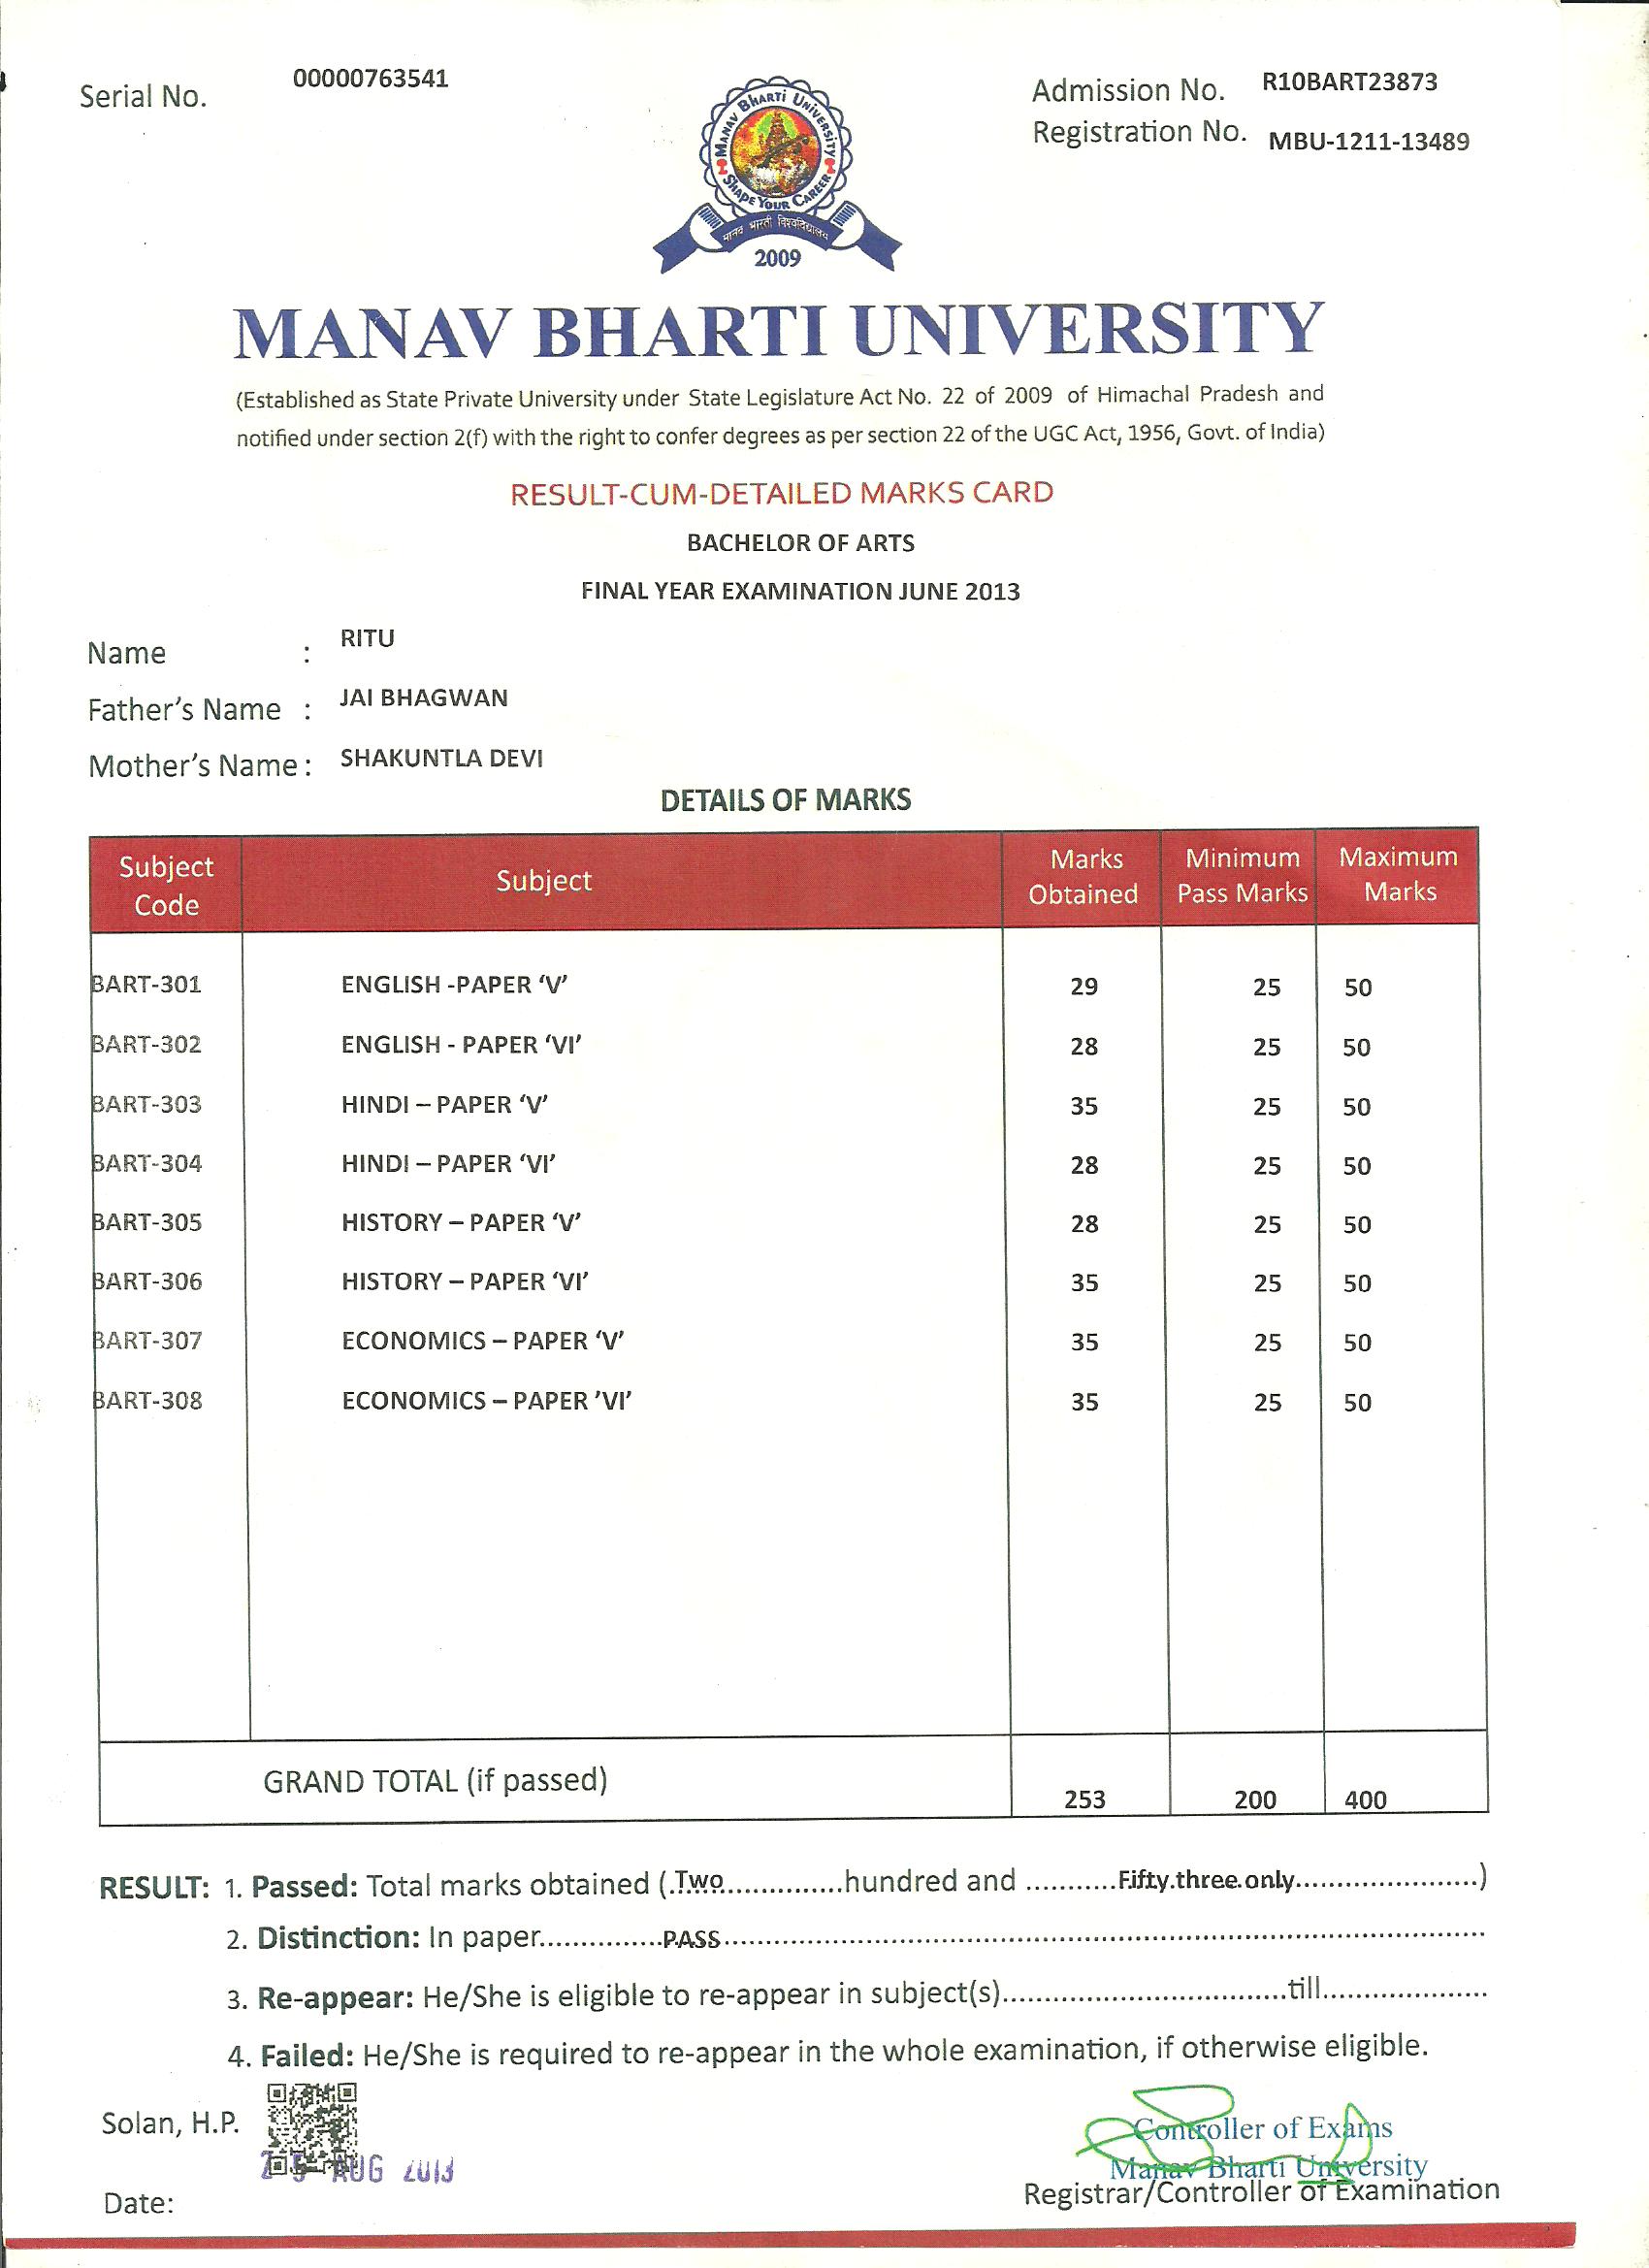 Serial No. 00000763541
Admission No. R10BART23873
Registration No. MBU-1211-13489
MANAV BHARTI UNIVERSITY
SHAPE YOUR CAREER
मानव भारती विश्वविद्यालय
2009
MANAV BHARTI UNIVERSITY
(Established as State Private University under State Legislature Act No. 22 of 2009 of Himachal Pradesh and
notified under section 2(f) with the right to confer degrees as per section 22 of the UGC Act, 1956, Govt. of India)
RESULT-CUM-DETAILED MARKS CARD
BACHELOR OF ARTS
FINAL YEAR EXAMINATION JUNE 2013
Name : RITU
Father's Name : JAI BHAGWAN
Mother's Name : SHAKUNTLA DEVI
DETAILS OF MARKS
Subject Code Subject Marks Obtained Minimum Pass Marks Maximum Marks
BART-301 ENGLISH -PAPER ‘V’ 29 25 50
BART-302 ENGLISH - PAPER ‘VI’ 28 25 50
BART-303 HINDI – PAPER ‘V’ 35 25 50
BART-304 HINDI – PAPER ‘VI’ 28 25 50
BART-305 HISTORY – PAPER ‘V’ 28 25 50
BART-306 HISTORY – PAPER ‘VI’ 35 25 50
BART-307 ECONOMICS – PAPER ‘V’ 35 25 50
BART-308 ECONOMICS – PAPER ’VI’ 35 25 50
GRAND TOTAL (if passed) 253 200 400
RESULT: 1. Passed: Total marks obtained (.Two...............hundred and ...........Fifty.three.only.......................)
2. Distinction: In paper...............PASS...............................................................................................
3. Re-appear: He/She is eligible to re-appear in subject(s)...................................till....................
4. Failed: He/She is required to re-appear in the whole examination, if otherwise eligible.
Solan, H.P.
25 AUG 2013
Date:
Controller of Exams
Manav Bharti University
Registrar/Controller of Examination